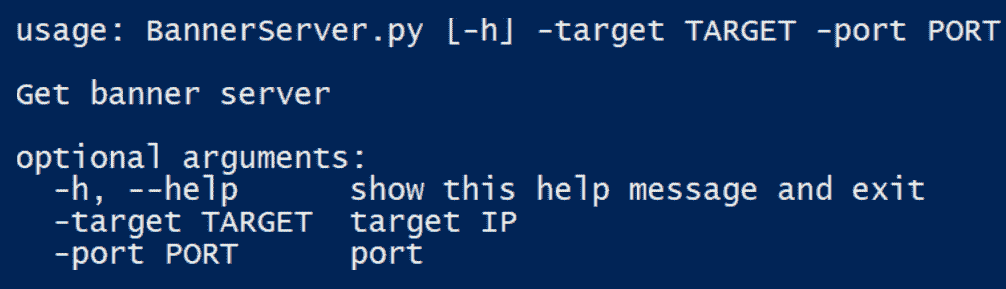 usage: BannerServer.py [-h] -target TARGET -port PORT
Get banner server
optional arguments:
-h, --help show this help message and exit
-target TARGET target IP
-port PORT port